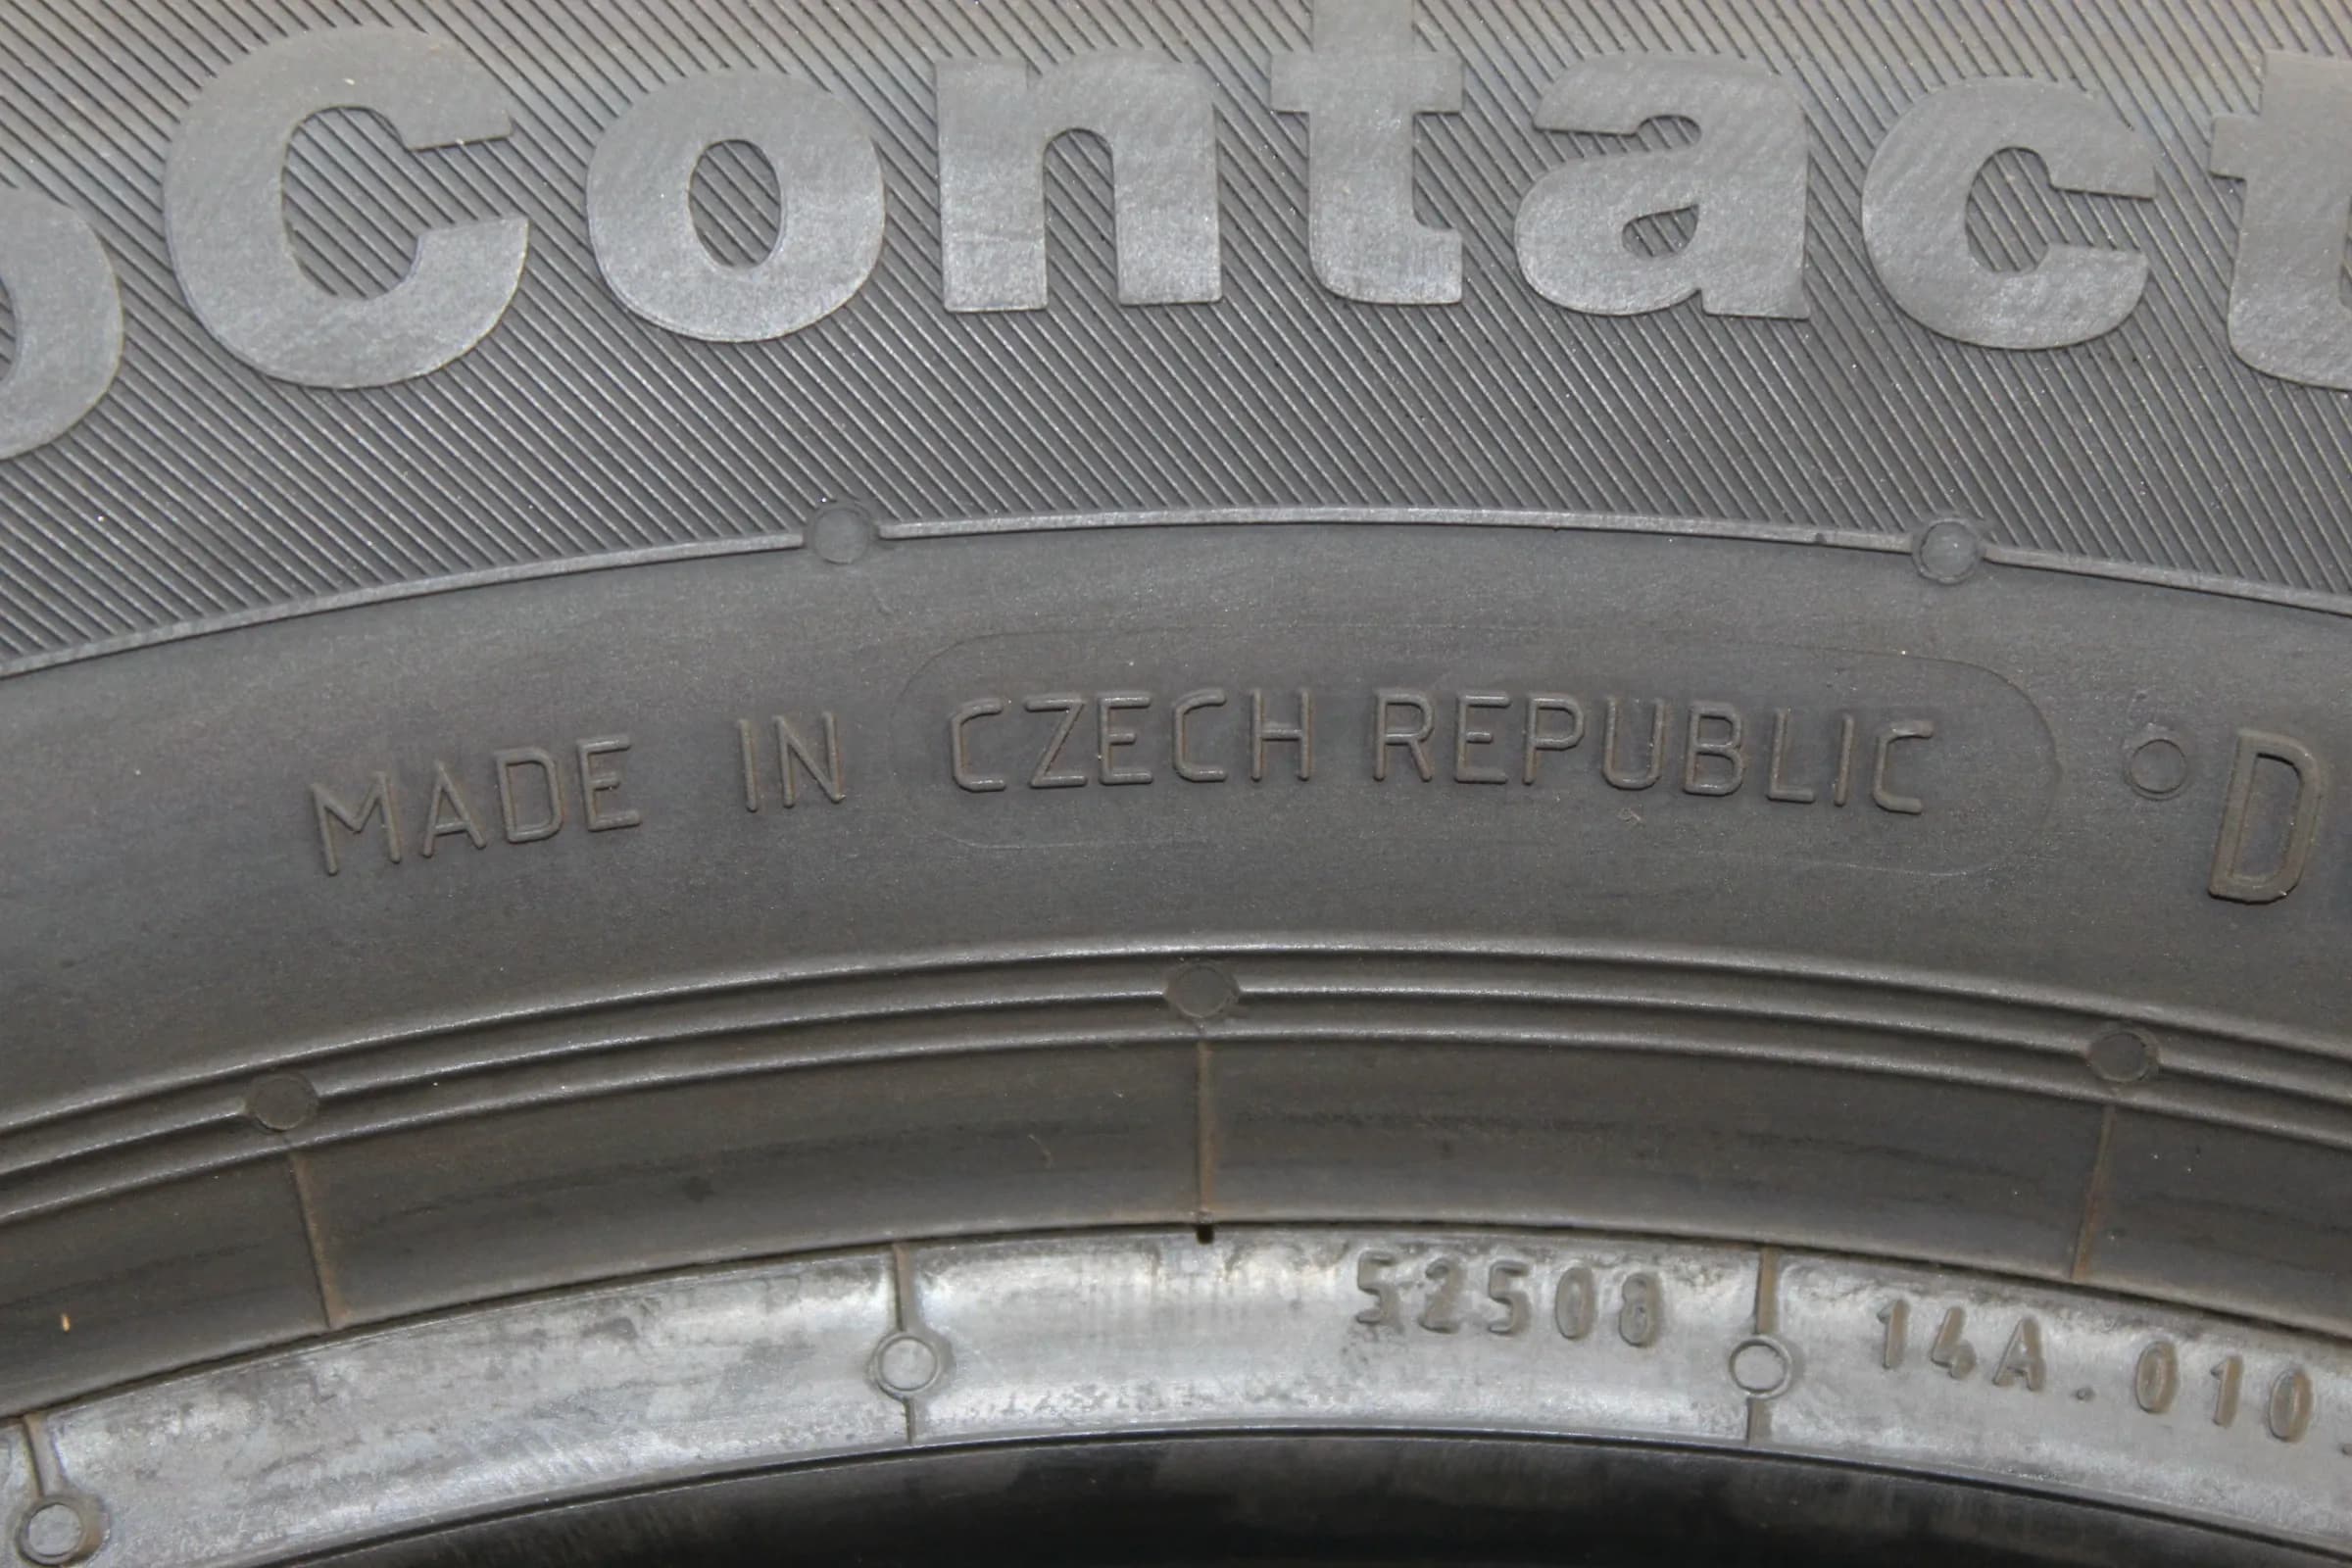 Contact
MADE IN CZECH REPUBLIC D
52508 14A.010